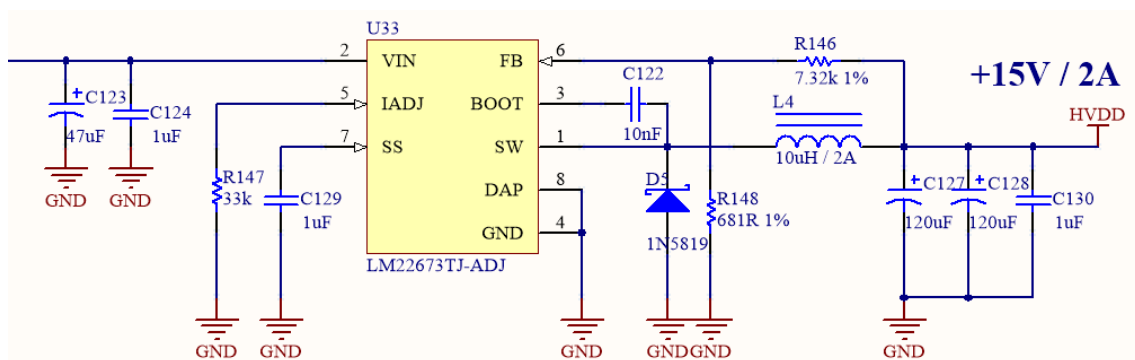 U33
2 VIN FB 6
R146
7.32k 1%
+15V / 2A
+ C123
47uF
C124
1uF
5 IADJ BOOT 3
C122
10nF
L4
10uH / 2A
HVDD
7 SS SW 1
R147
33k
C129
1uF
DAP 8
GND 4
D5
1N5819
R148
681R 1%
+ C127
120uF
+ C128
120uF
C130
1uF
LM22673TJ-ADJ
GND
GND
GND
GND
GND
GND
GND
GND